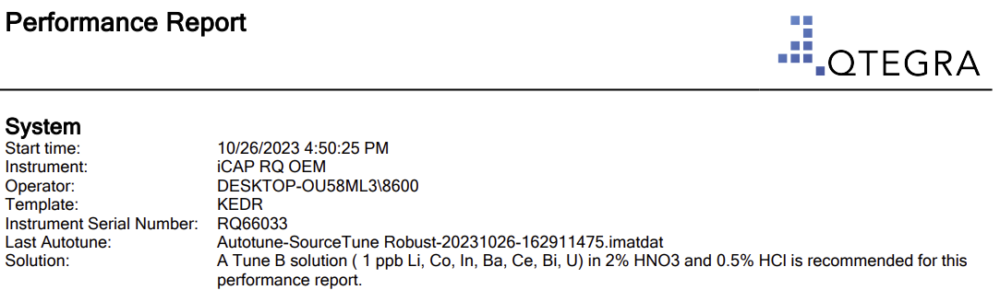 Performance Report
QTEGRA
System
Start time: 10/26/2023 4:50:25 PM
Instrument: iCAP RQ OEM
Operator: DESKTOP-OU58ML3\8600
Template: KEDR
Instrument Serial Number: RQ66033
Last Autotune: Autotune-SourceTune Robust-20231026-162911475.imatdat
Solution: A Tune B solution ( 1 ppb Li, Co, In, Ba, Ce, Bi, U) in 2% HNO3 and 0.5% HCl is recommended for this
performance report.